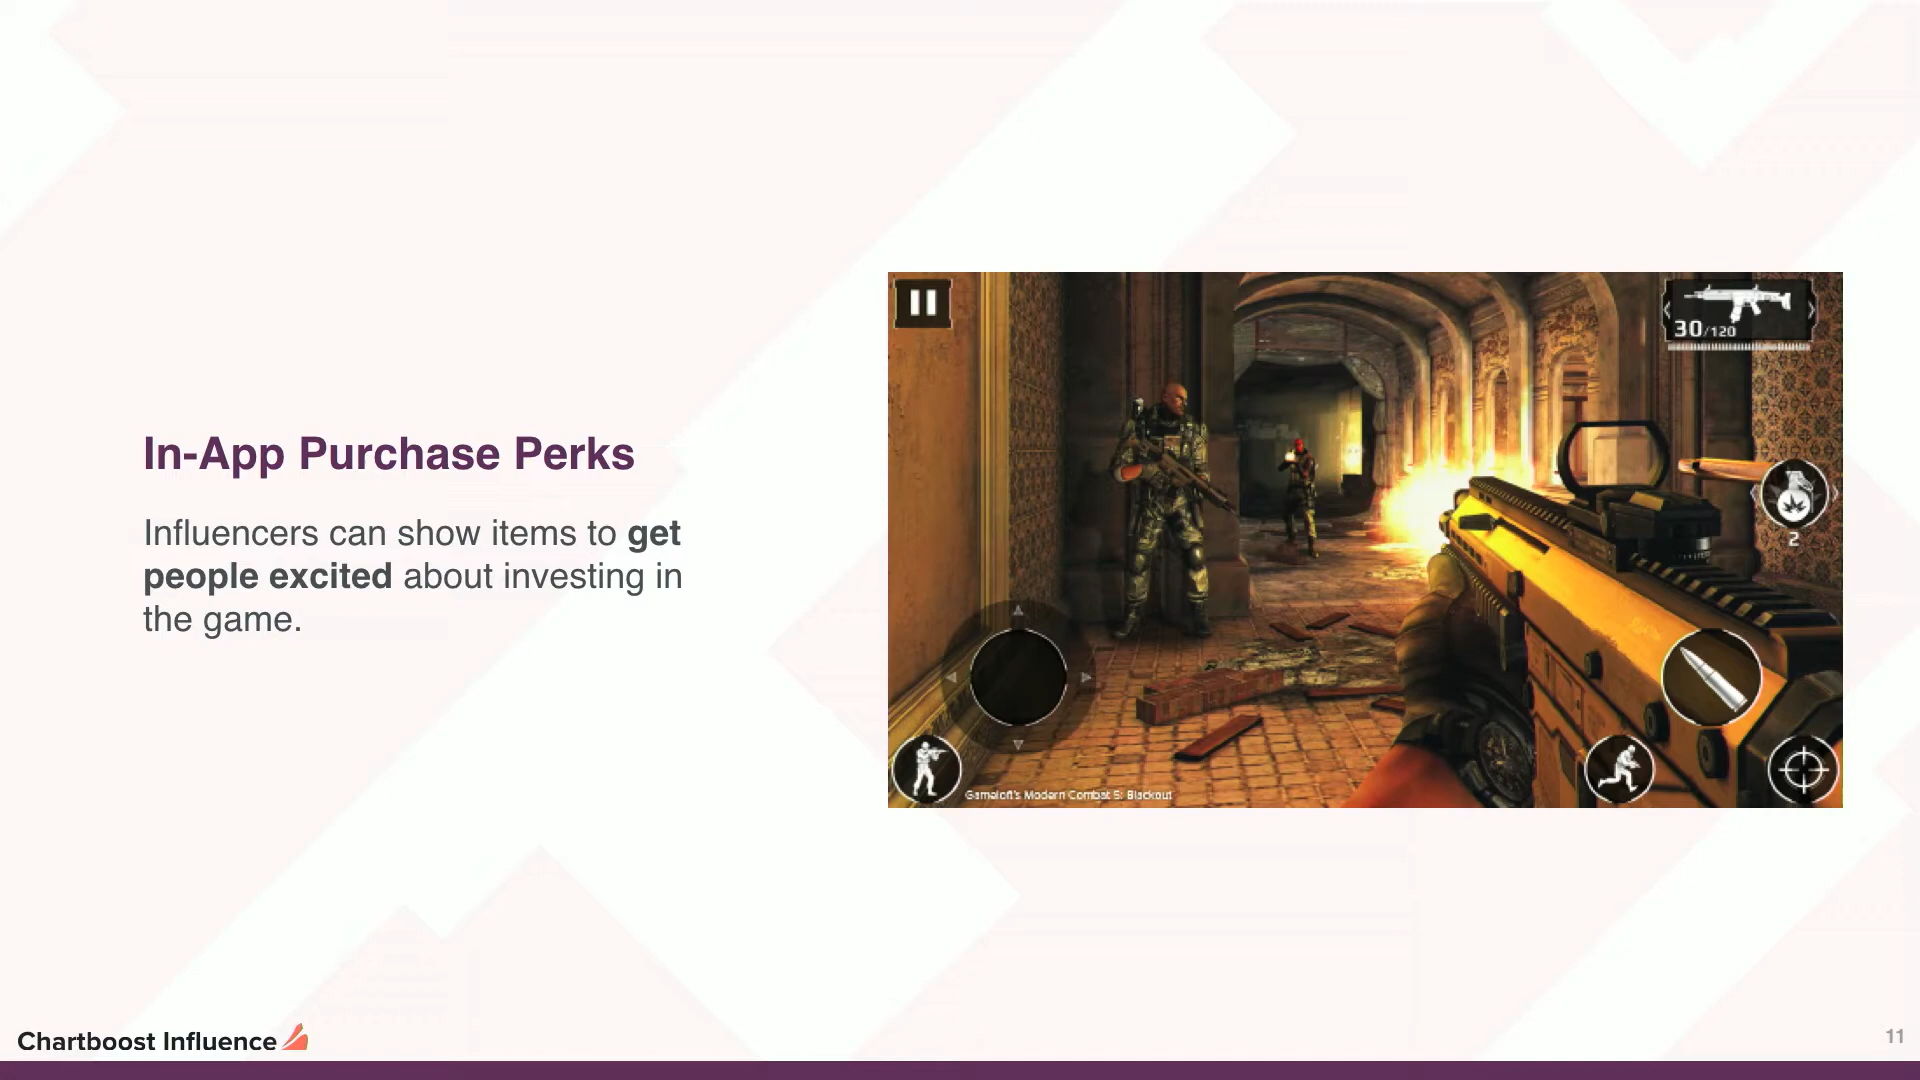 In-App Purchase Perks
Influencers can show items to get
people excited about investing in
the game.
30/120
2
Gameloft's Modern Combat 5: Blackout
Chartboost Influence
11